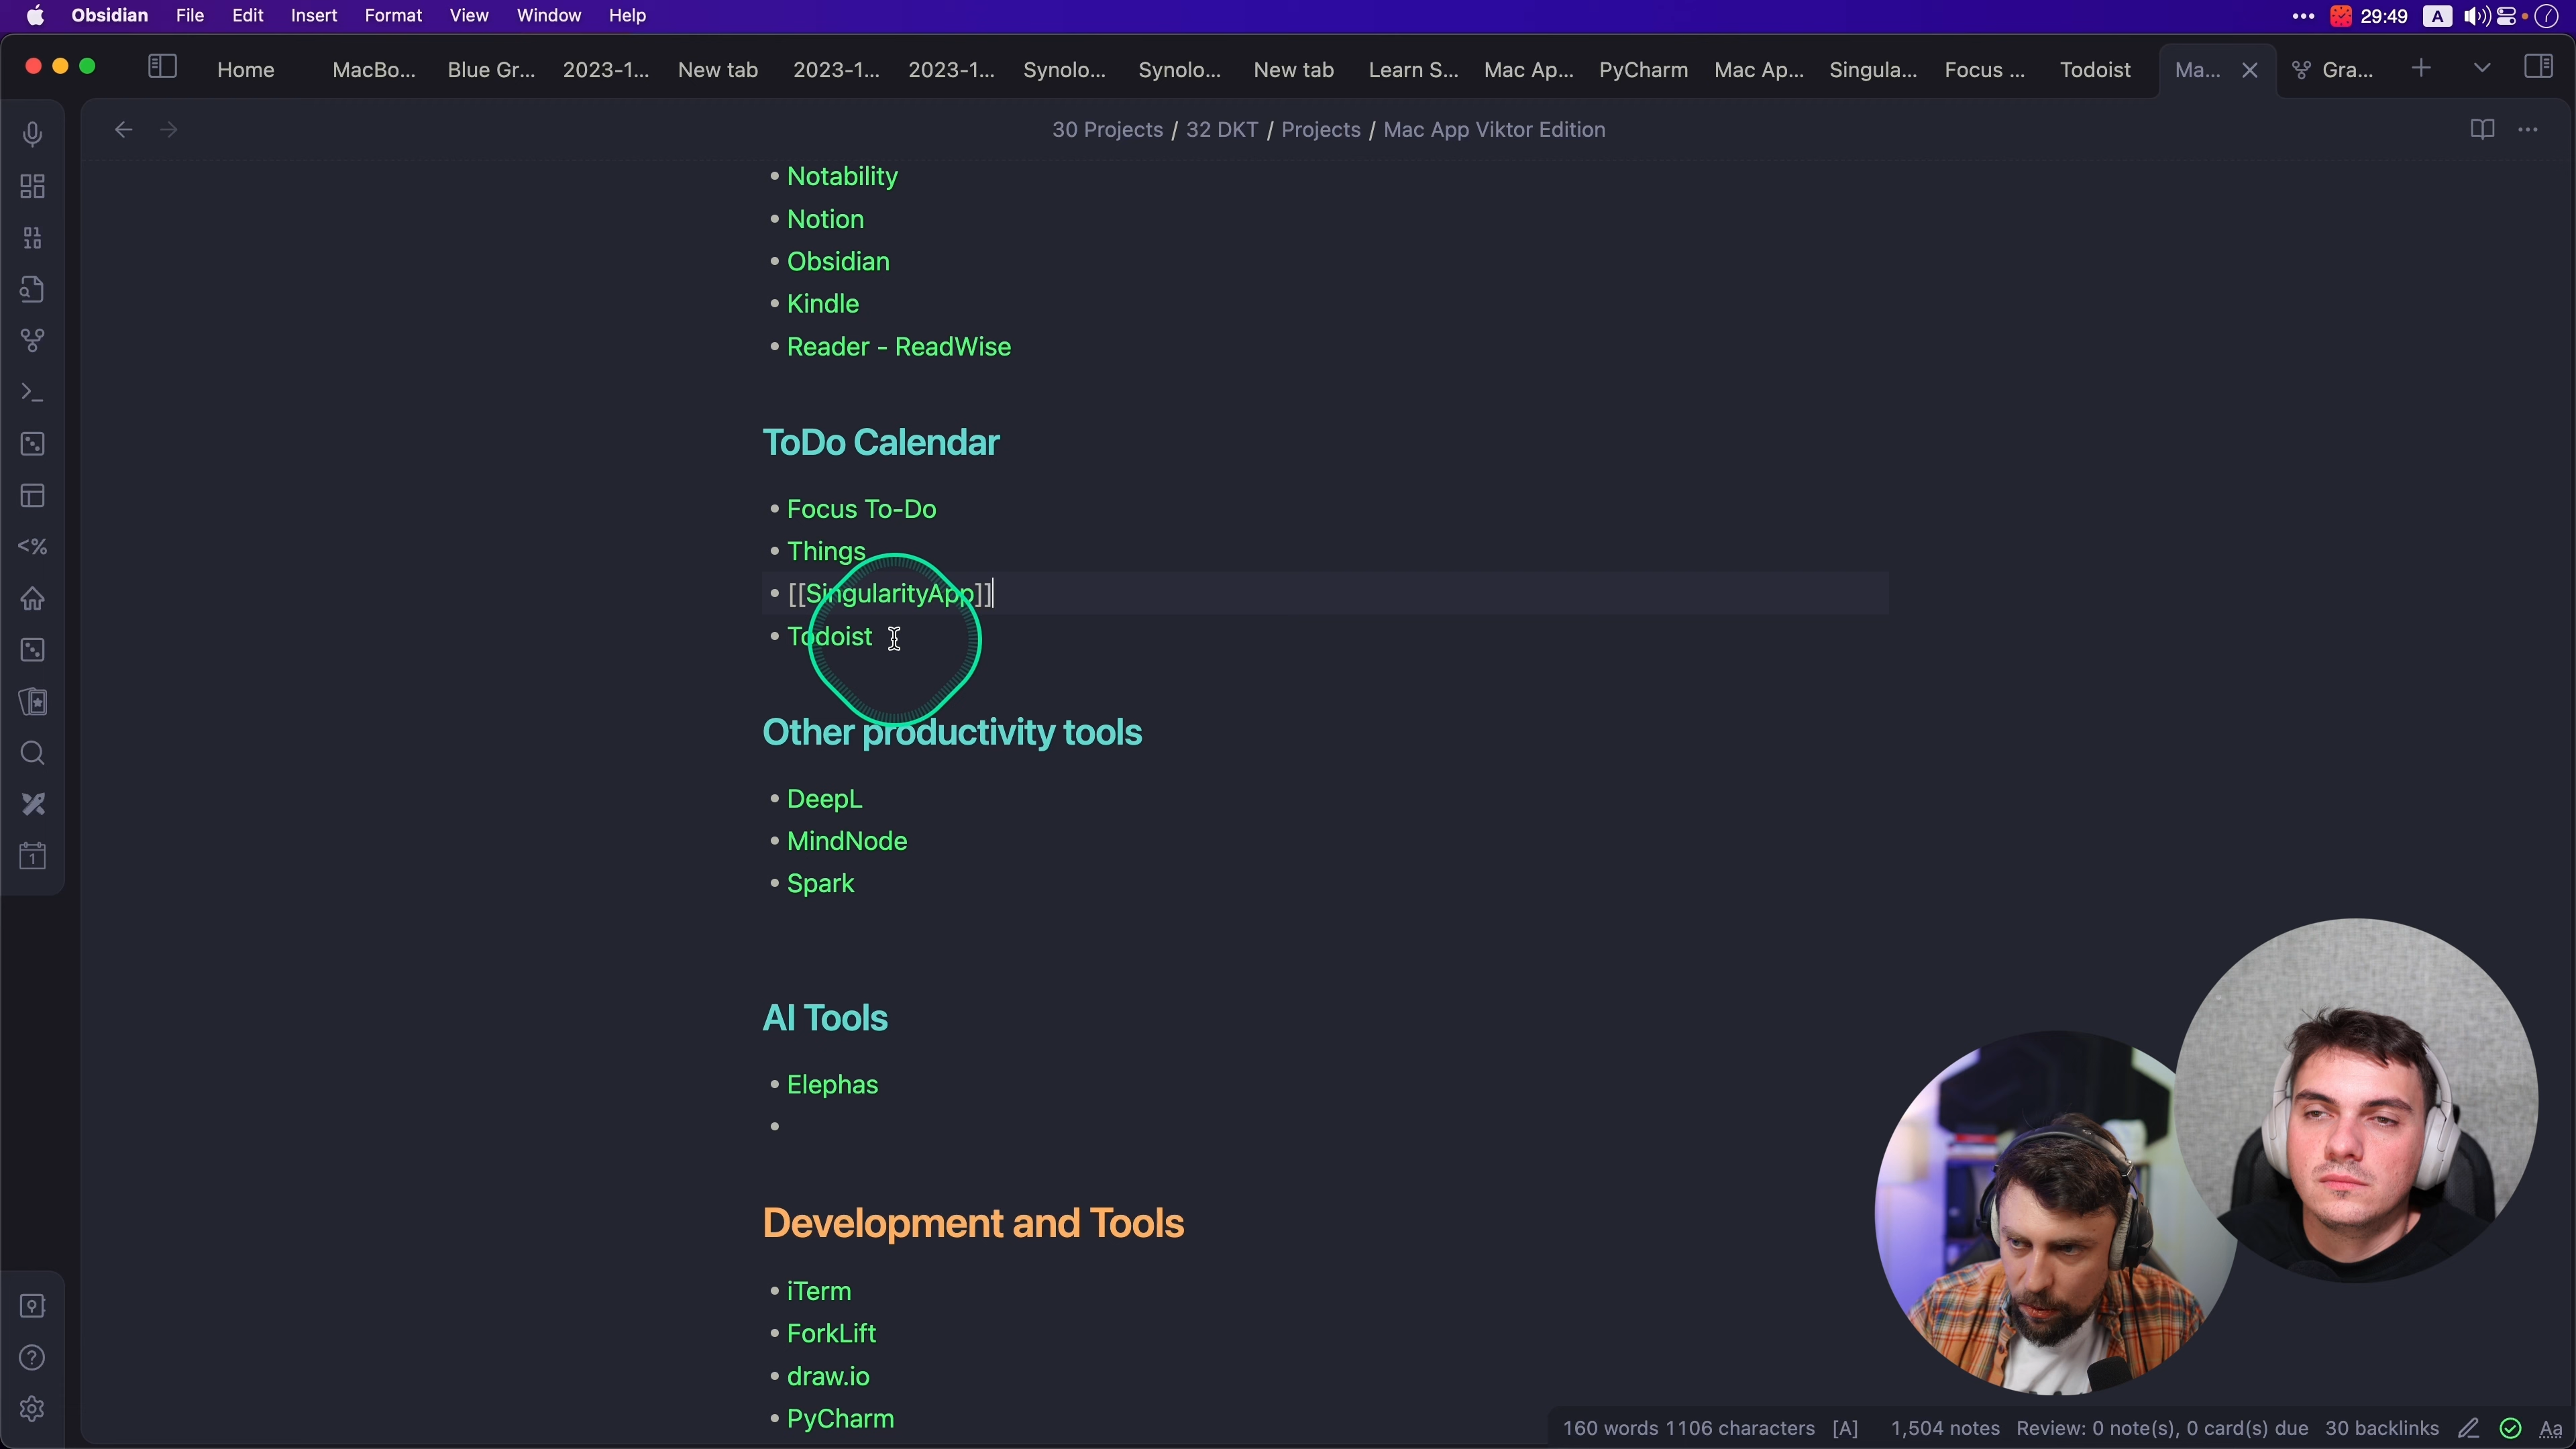 Obsidian File Edit Insert Format View Window Help 29:49 A
Home MacBo... Blue Gr... 2023-1... New tab 2023-1... 2023-1... Synolo... Synolo... New tab Learn S... Mac Ap... PyCharm Mac Ap... Singula... Focus ... Todoist Ma... Gra...
30 Projects / 32 DKT / Projects / Mac App Viktor Edition
• Notability
• Notion
• Obsidian
• Kindle
• Reader - ReadWise
ToDo Calendar
• Focus To-Do
• Things
• [[SingularityApp]]
• Todoist
Other productivity tools
• DeepL
• MindNode
• Spark
AI Tools
• Elephas
•
Development and Tools
• iTerm
• ForkLift
• draw.io
• PyCharm
160 words 1106 characters [A] 1,504 notes Review: 0 note(s), 0 card(s) due 30 backlinks Aa